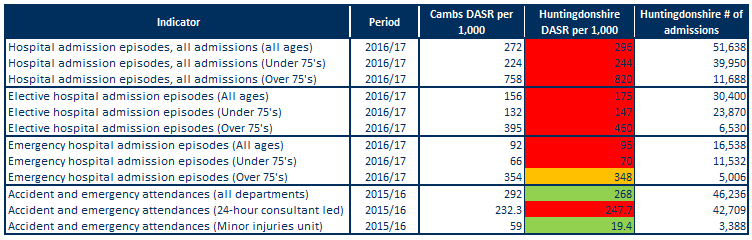 Indicator Period Cambs DASR per 1,000 Huntingdonshire DASR per 1,000 Huntingdonshire # of admissions
Hospital admission episodes, all admissions (all ages) 2016/17 272 296 51,638
Hospital admission episodes, all admissions (Under 75's) 2016/17 224 244 39,950
Hospital admission episodes, all admissions (Over 75's) 2016/17 758 820 11,688
Elective hospital admission episodes (All ages) 2016/17 156 175 30,400
Elective hospital admission episodes (Under 75's) 2016/17 132 147 23,870
Elective hospital admission episodes (Over 75's) 2016/17 395 460 6,530
Emergency hospital admission episodes (All ages) 2016/17 92 95 16,538
Emergency hospital admission episodes (Under 75's) 2016/17 66 70 11,532
Emergency hospital admission episodes (Over 75's) 2016/17 354 348 5,006
Accident and emergency attendances (all departments) 2015/16 292 268 46,236
Accident and emergency attendances (24-hour consultant led) 2015/16 232.3 247.7 42,709
Accident and emergency attendances (Minor injuries unit) 2015/16 59 19.4 3,388